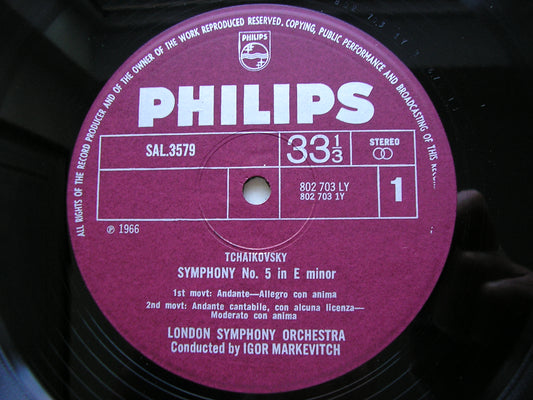 ALL RIGHTS OF THE RECORD PRODUCER AND OF THE OWNER OF THE WORK REPRODUCED RESERVED. COPYING, PUBLIC PERFORMANCE AND BROADCASTING OF THIS
PHILIPS
PHILIPS
SAL.3579
33 1/3
STEREO
802 703 LY
802 703 1Y
1
℗ 1966
TCHAIKOVSKY
SYMPHONY No. 5 in E minor
1st movt: Andante—Allegro con anima
2nd movt: Andante cantabile, con alcuna licenza—
Moderato con anima
LONDON SYMPHONY ORCHESTRA
Conducted by IGOR MARKEVITCH